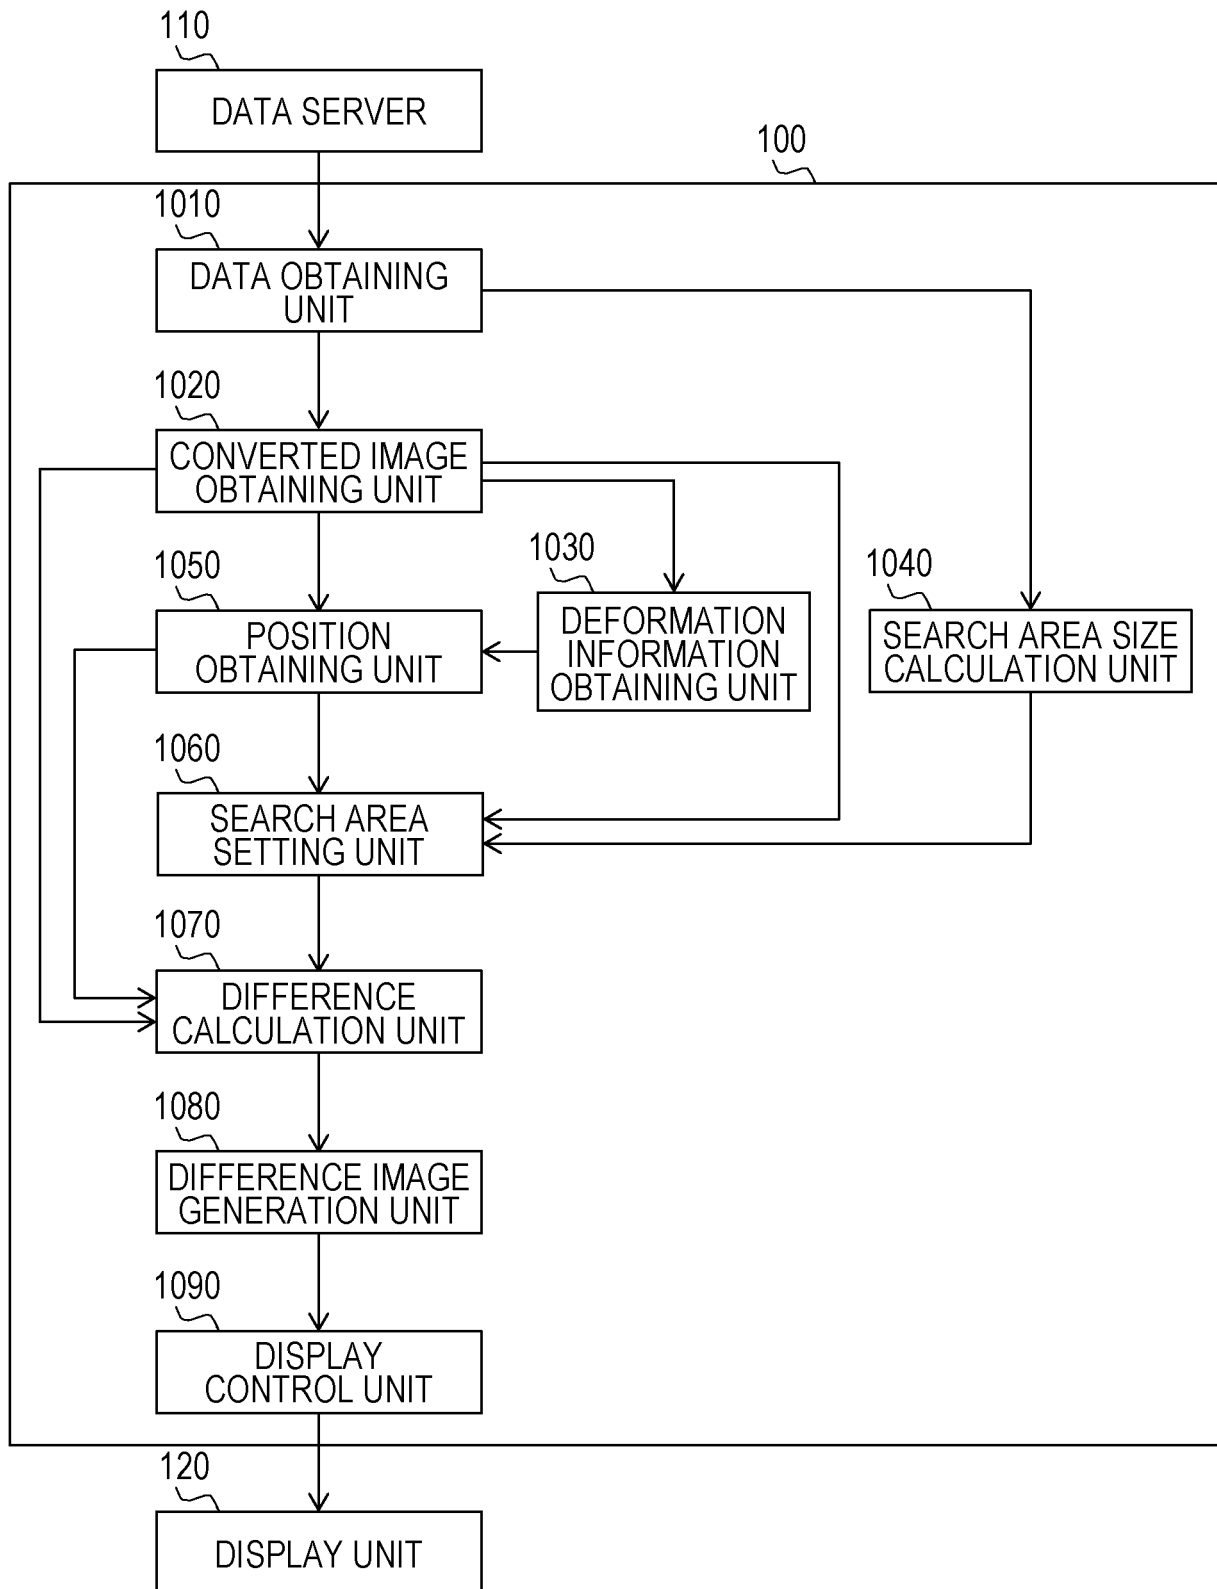 110
DATA SERVER
100
1010
DATA OBTAINING
UNIT
1020
CONVERTED IMAGE
OBTAINING UNIT
1050
POSITION
OBTAINING UNIT
1030
DEFORMATION
INFORMATION
OBTAINING UNIT
1040
SEARCH AREA SIZE
CALCULATION UNIT
1060
SEARCH AREA
SETTING UNIT
1070
DIFFERENCE
CALCULATION UNIT
1080
DIFFERENCE IMAGE
GENERATION UNIT
1090
DISPLAY
CONTROL UNIT
120
DISPLAY UNIT